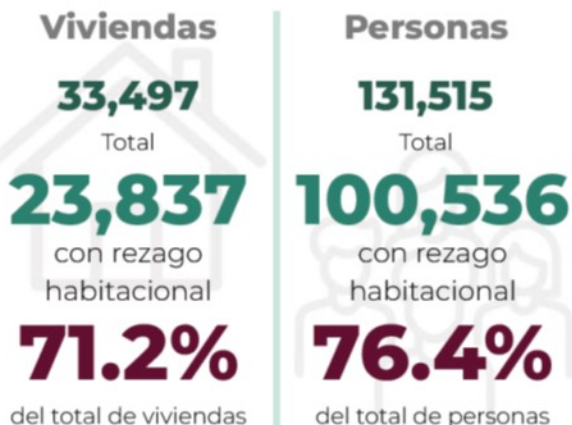 Viviendas
33,497
Total
23,837
con rezago
habitacional
71.2%
del total de viviendas
Personas
131,515
Total
100,536
con rezago
habitacional
76.4%
del total de personas